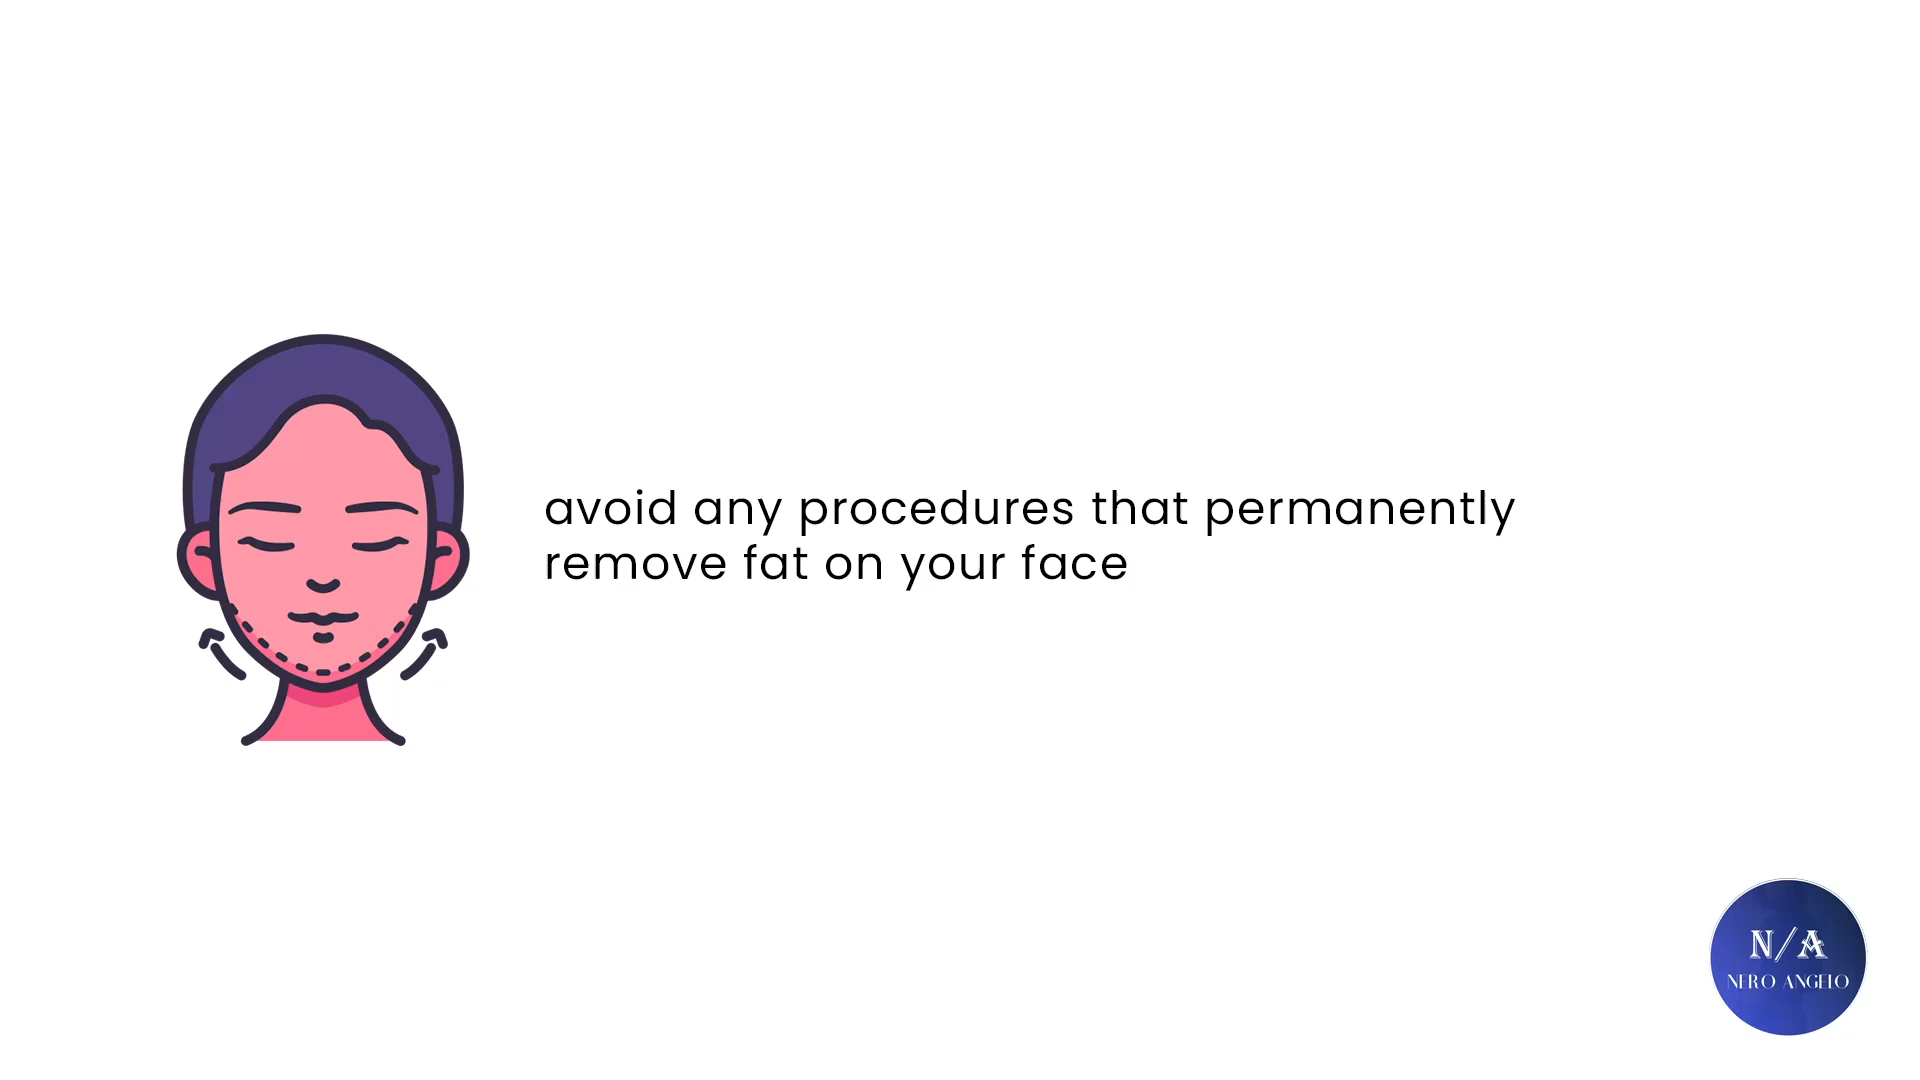 avoid any procedures that permanently
remove fat on your face
N/A
NERO ANGELO